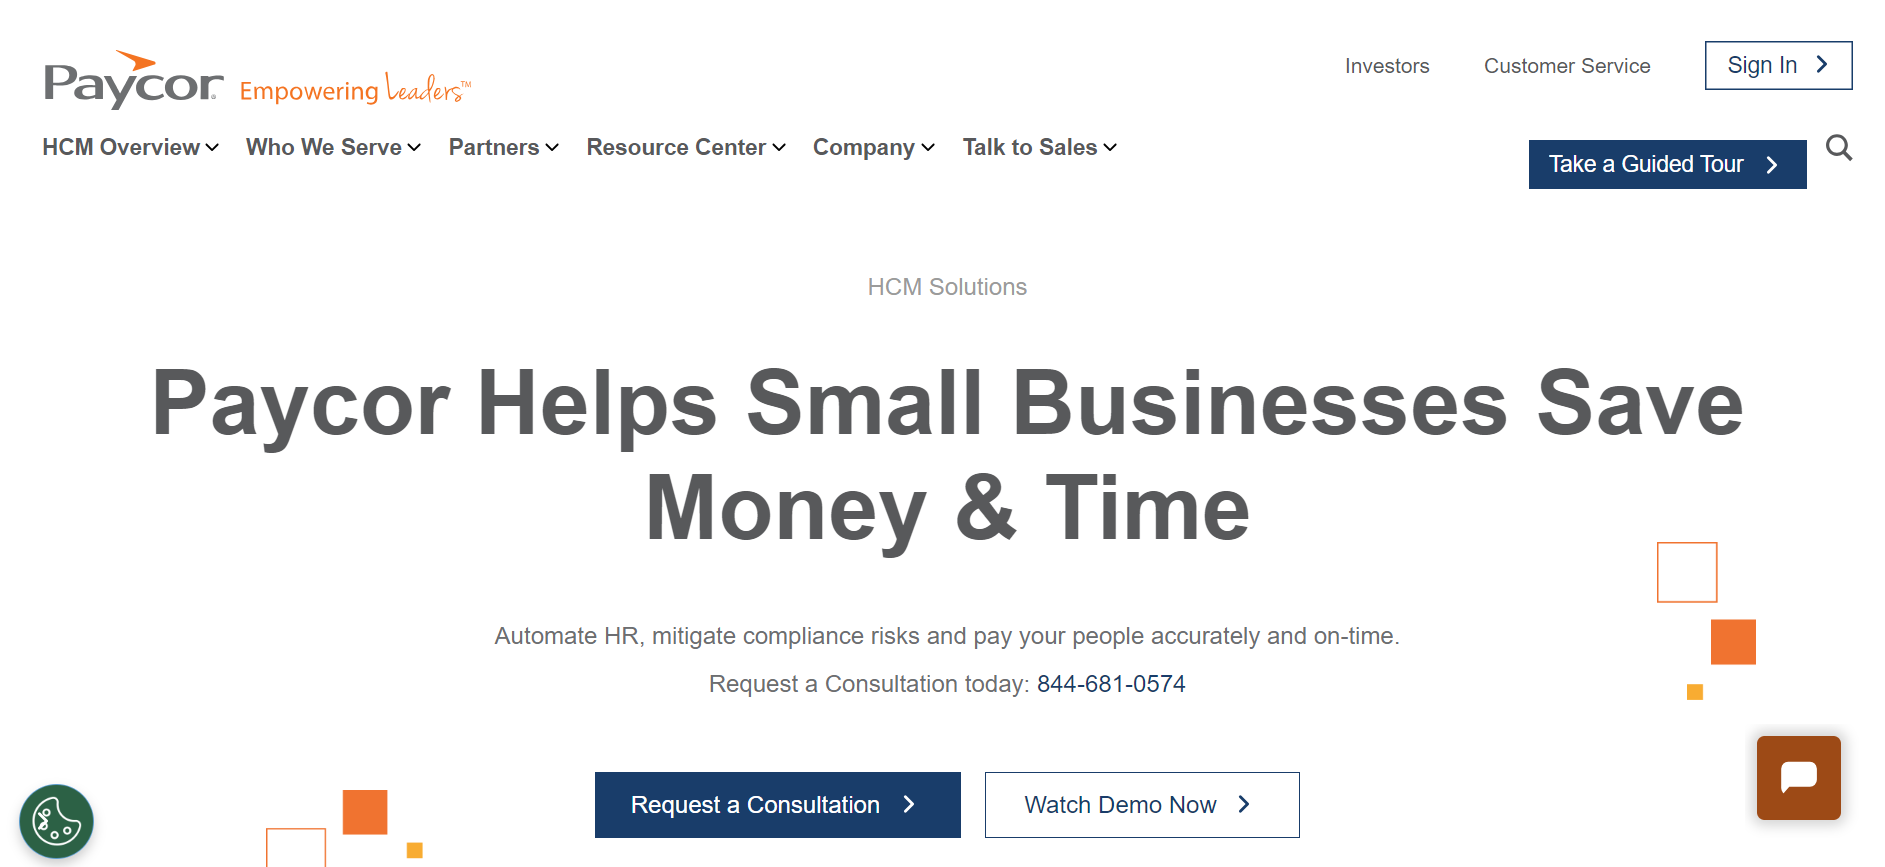 Paycor® Empowering Leaders™
Investors
Customer Service
Sign In
HCM Overview
Who We Serve
Partners
Resource Center
Company
Talk to Sales
Take a Guided Tour
HCM Solutions
Paycor Helps Small Businesses Save
Money & Time
Automate HR, mitigate compliance risks and pay your people accurately and on-time.
Request a Consultation today: 844-681-0574
Request a Consultation
Watch Demo Now